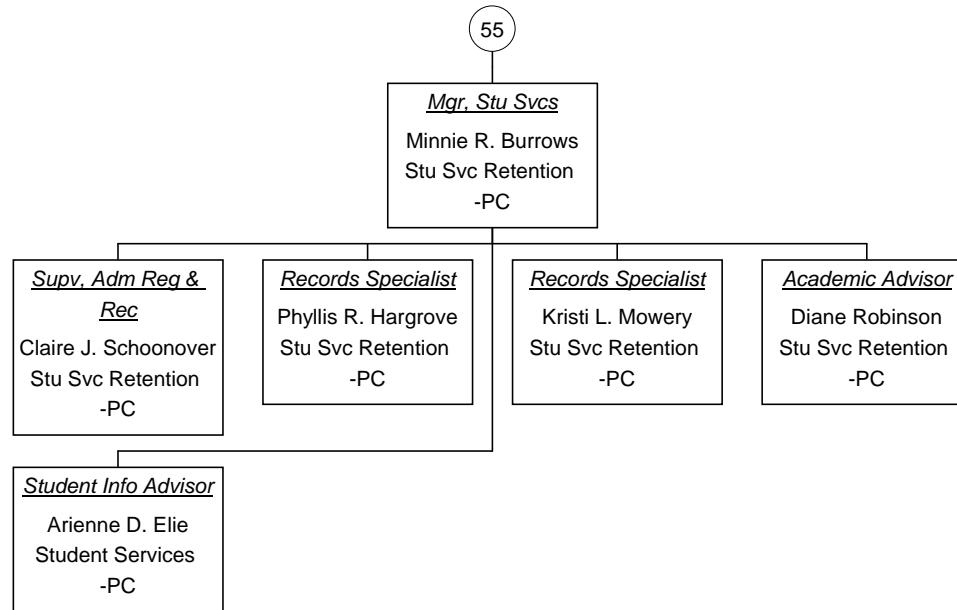 55
Mgr, Stu Svcs
Minnie R. Burrows
Stu Svc Retention
-PC
Supv, Adm Reg &
Rec
Claire J. Schoonover
Stu Svc Retention
-PC
Records Specialist
Phyllis R. Hargrove
Stu Svc Retention
-PC
Records Specialist
Kristi L. Mowery
Stu Svc Retention
-PC
Academic Advisor
Diane Robinson
Stu Svc Retention
-PC
Student Info Advisor
Arienne D. Elie
Student Services
-PC